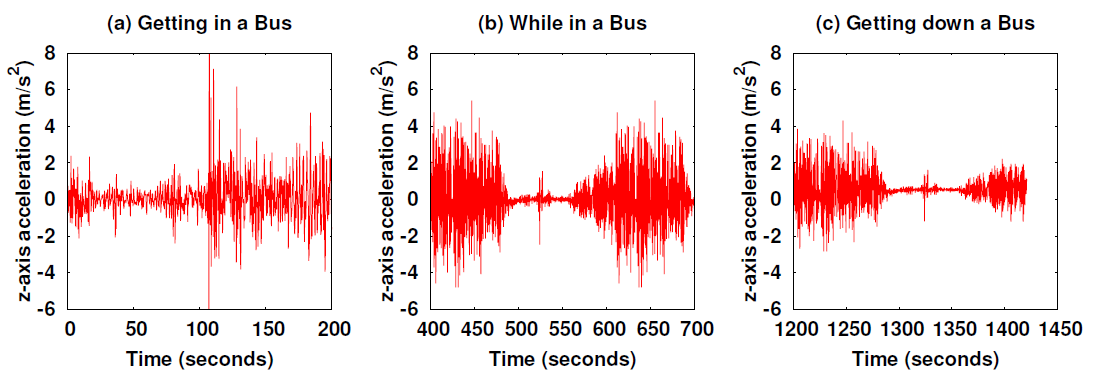 (a) Getting in a Bus
z-axis acceleration (m/s²)
8
6
4
2
0
-2
-4
-6
0 50 100 150 200
Time (seconds)
(b) While in a Bus
z-axis acceleration (m/s²)
8
6
4
2
0
-2
-4
-6
400 450 500 550 600 650 700
Time (seconds)
(c) Getting down a Bus
z-axis acceleration (m/s²)
8
6
4
2
0
-2
-4
-6
1200 1250 1300 1350 1400 1450
Time (seconds)